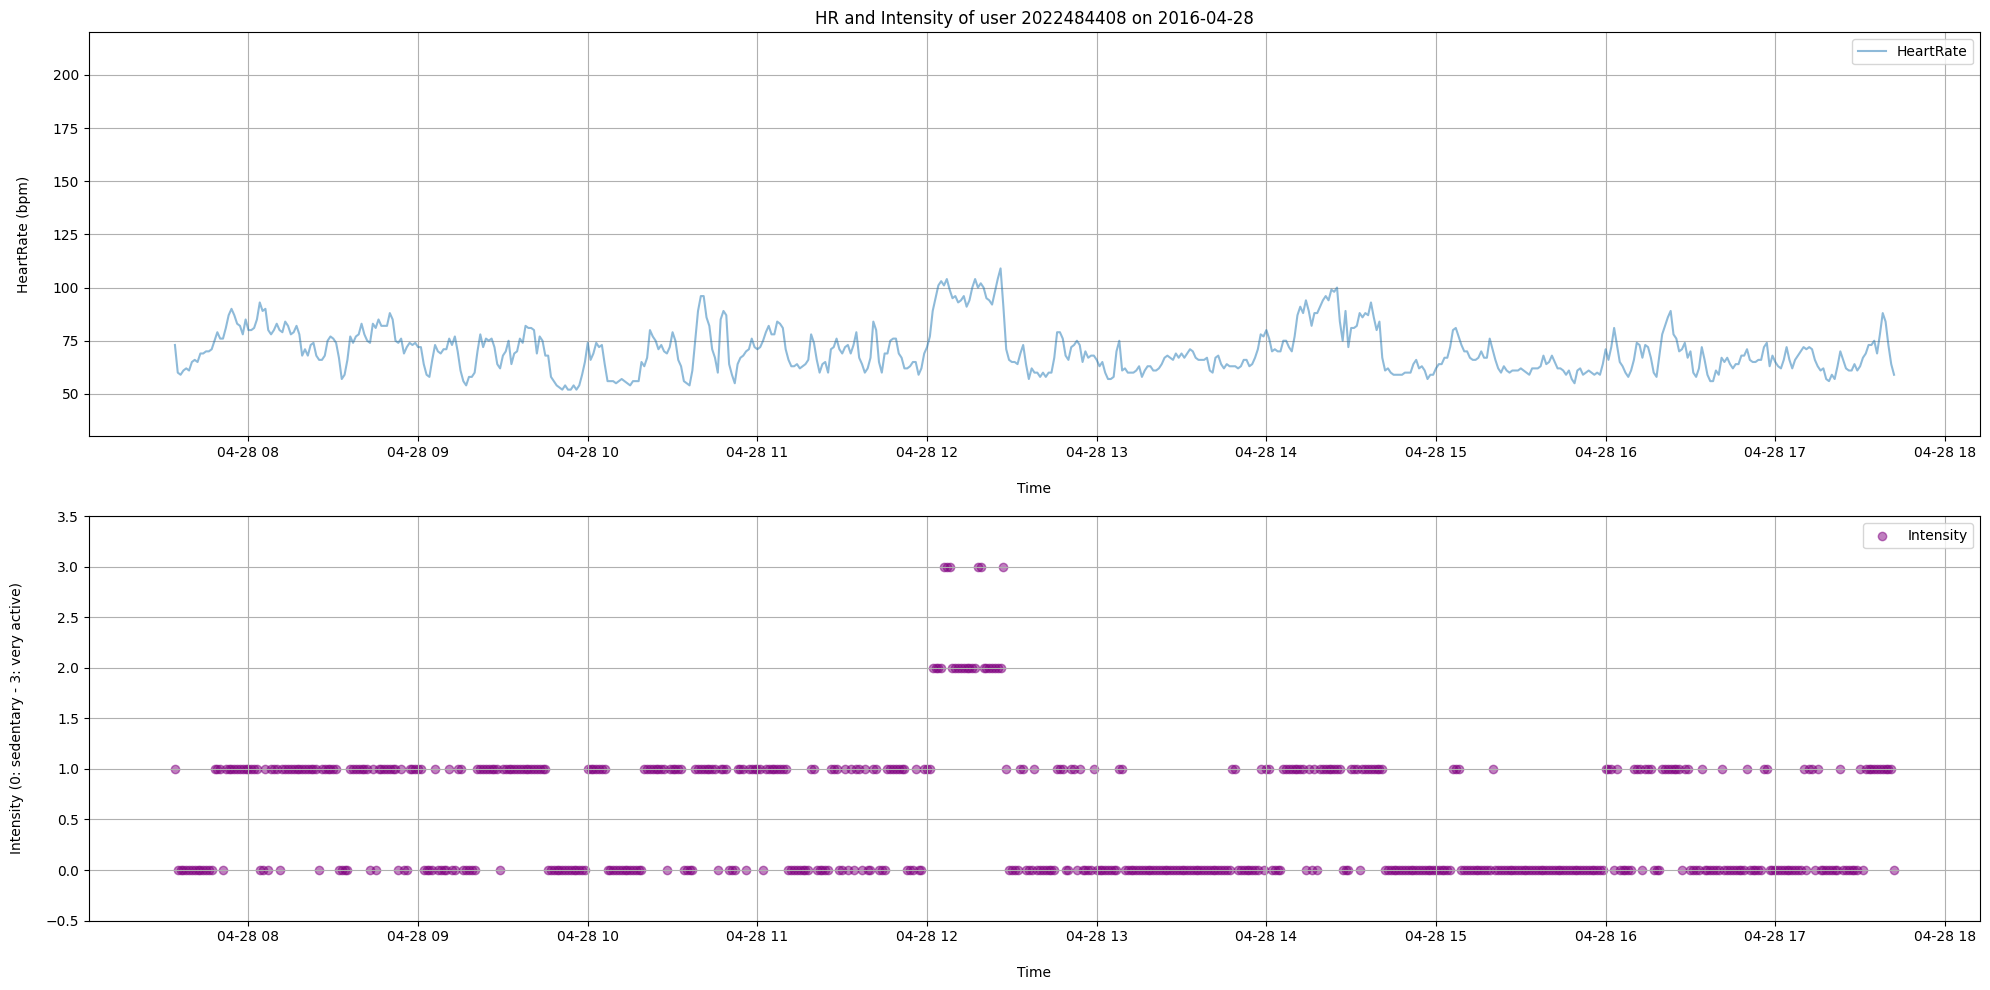 HR and Intensity of user 2022484408 on 2016-04-28
HeartRate
200
175
150
125
100
75
50
HeartRate (bpm)
04-28 08 04-28 09 04-28 10 04-28 11 04-28 12 04-28 13 04-28 14 04-28 15 04-28 16 04-28 17 04-28 18
Time
Intensity
3.5
3.0
2.5
2.0
1.5
1.0
0.5
0.0
−0.5
Intensity (0: sedentary - 3: very active)
04-28 08 04-28 09 04-28 10 04-28 11 04-28 12 04-28 13 04-28 14 04-28 15 04-28 16 04-28 17 04-28 18
Time